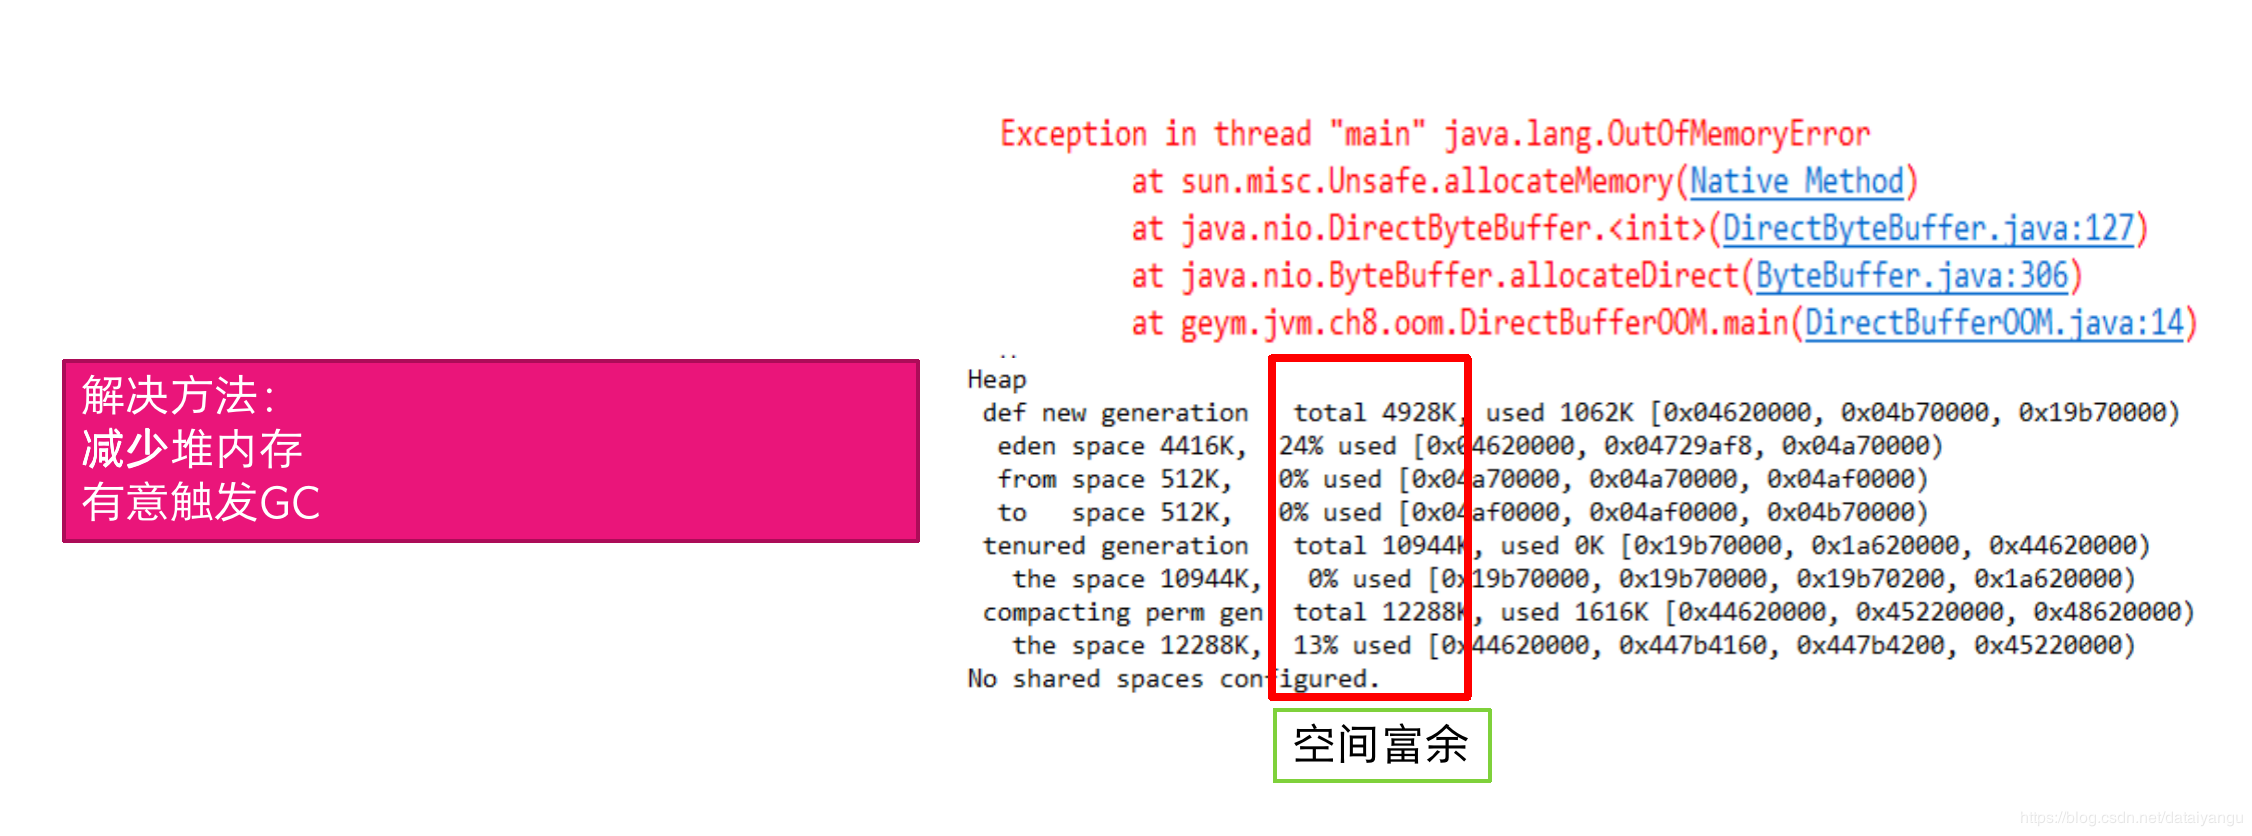 Exception in thread "main" java.lang.OutOfMemoryError
at sun.misc.Unsafe.allocateMemory(Native Method)
at java.nio.DirectByteBuffer.<init>(DirectByteBuffer.java:127)
at java.nio.ByteBuffer.allocateDirect(ByteBuffer.java:306)
at geym.jvm.ch8.oom.DirectBufferOOM.main(DirectBufferOOM.java:14)
解决方法：
减少堆内存
有意触发GC
Heap
def new generation total 4928K, used 1062K [0x04620000, 0x04b70000, 0x19b70000)
eden space 4416K, 24% used [0x04620000, 0x04729af8, 0x04a70000)
from space 512K, 0% used [0x04a70000, 0x04a70000, 0x04af0000)
to space 512K, 0% used [0x04af0000, 0x04af0000, 0x04b70000)
tenured generation total 10944K, used 0K [0x19b70000, 0x1a620000, 0x44620000)
the space 10944K, 0% used [0x19b70000, 0x19b70000, 0x19b70200, 0x1a620000)
compacting perm gen total 12288K, used 1616K [0x44620000, 0x45220000, 0x48620000)
the space 12288K, 13% used [0x44620000, 0x447b4160, 0x447b4200, 0x45220000)
No shared spaces configured.
空间富余
https://blog.csdn.net/dataiyangu